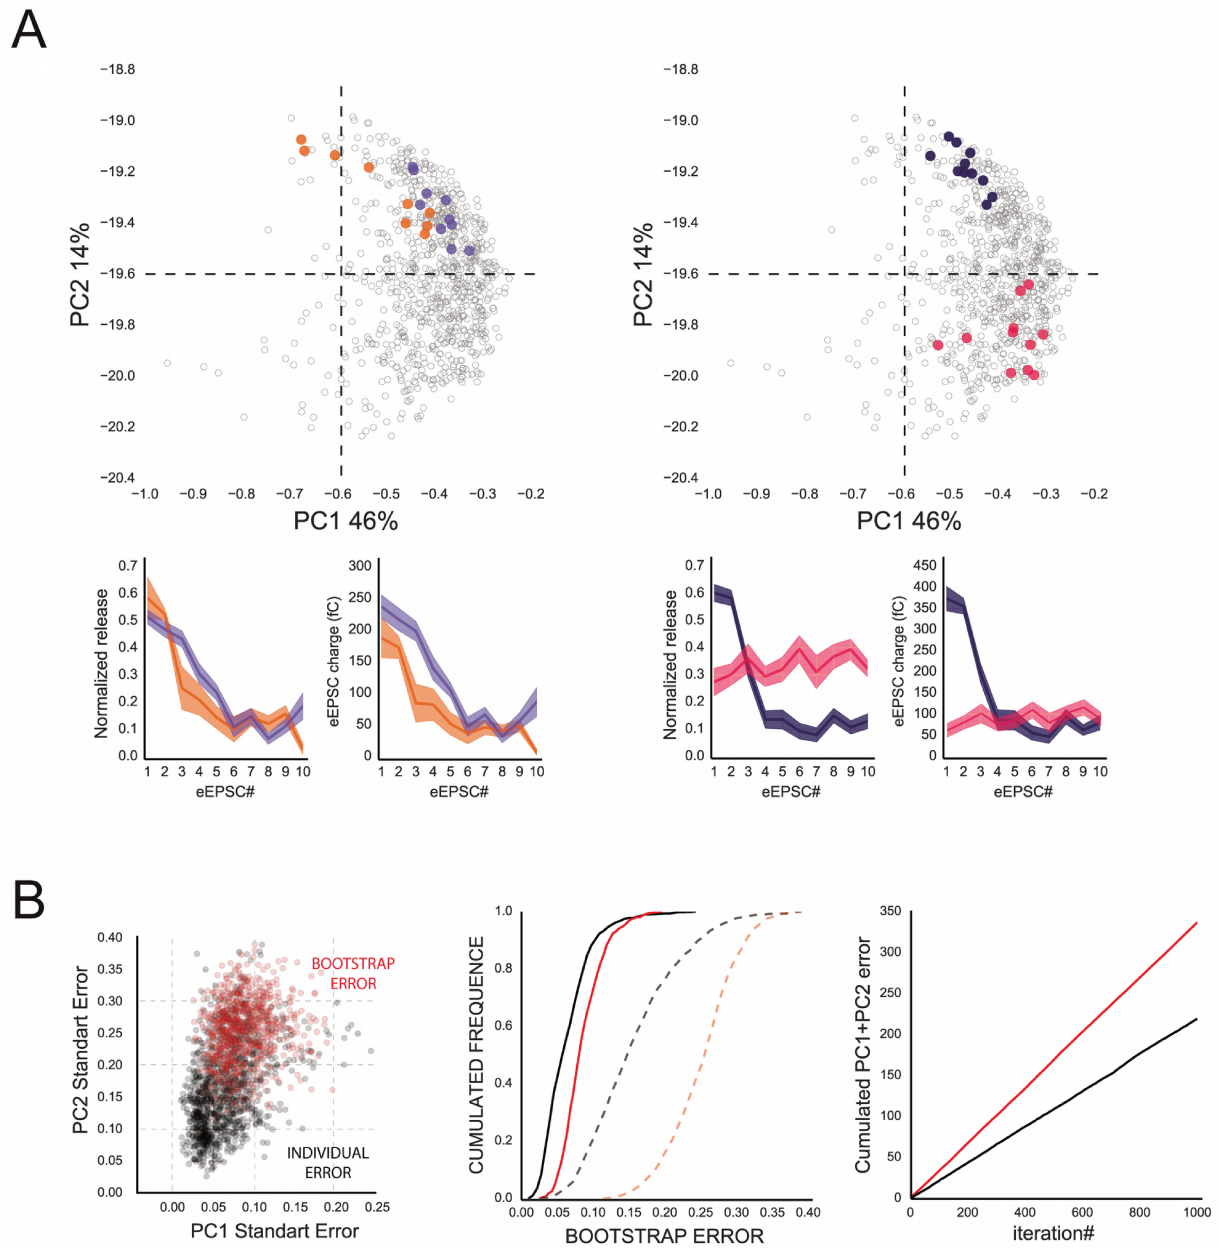 A
−18.8
−19.0
−19.2
−19.4
−19.6
−19.8
−20.0
−20.2
−20.4
PC2 14%
−1.0 −0.9 −0.8 −0.7 −0.6 −0.5 −0.4 −0.3 −0.2
PC1 46%
−18.8
−19.0
−19.2
−19.4
−19.6
−19.8
−20.0
−20.2
−20.4
PC2 14%
−1.0 −0.9 −0.8 −0.7 −0.6 −0.5 −0.4 −0.3 −0.2
PC1 46%
0.7
0.6
0.5
0.4
0.3
0.2
0.1
0.0
Normalized release
1 2 3 4 5 6 7 8 9 10
eEPSC#
300
250
200
150
100
50
0
eEPSC charge (fC)
1 2 3 4 5 6 7 8 9 10
eEPSC#
0.7
0.6
0.5
0.4
0.3
0.2
0.1
0.0
Normalized release
1 2 3 4 5 6 7 8 9 10
eEPSC#
450
400
350
300
250
200
150
100
50
0
eEPSC charge (fC)
1 2 3 4 5 6 7 8 9 10
eEPSC#
B
0.40
0.35
0.30
0.25
0.20
0.15
0.10
0.05
0.00
PC2 Standart Error
BOOTSTRAP
ERROR
INDIVIDUAL
ERROR
0.00 0.05 0.10 0.15 0.20 0.25
PC1 Standart Error
1.0
0.8
0.6
0.4
0.2
0.0
CUMULATED FREQUENCE
0.00 0.05 0.10 0.15 0.20 0.25 0.30 0.35 0.40
BOOTSTRAP ERROR
350
300
250
200
150
100
50
0
Cumulated PC1+PC2 error
0 200 400 600 800 1000
iteration#